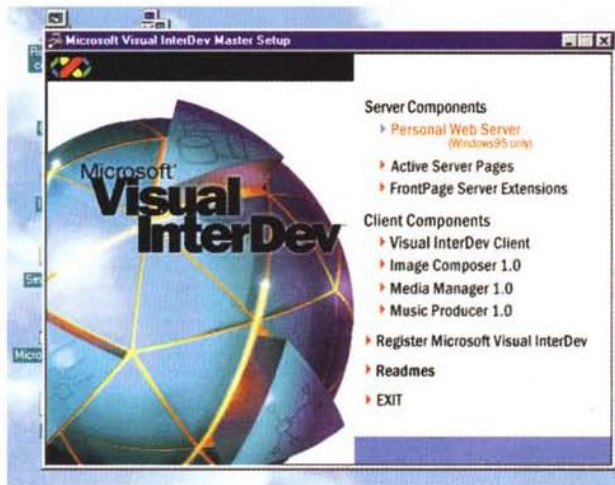 Microsoft Visual InterDev Master Setup
Microsoft
Visual
InterDev
Server Components
Personal Web Server
(Windows95 only)
Active Server Pages
FrontPage Server Extensions
Client Components
Visual InterDev Client
Image Composer 1.0
Media Manager 1.0
Music Producer 1.0
Register Microsoft Visual InterDev
Readmes
EXIT
Micro